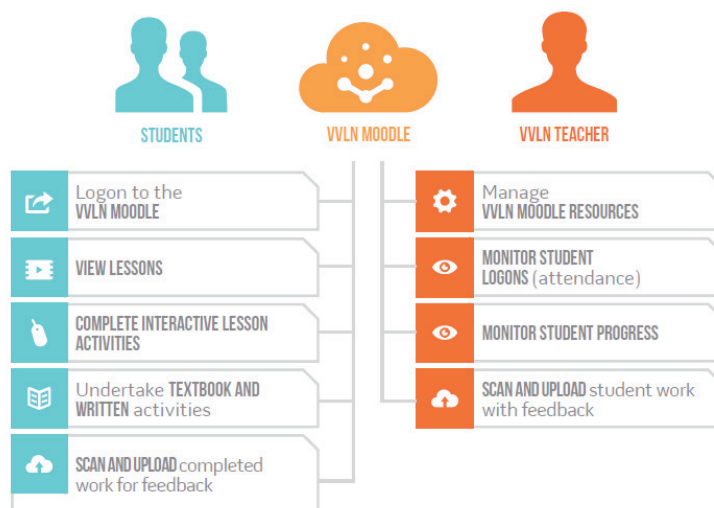 STUDENTS
VVLN MOODLE
VVLN TEACHER
Logon to the
VVLN MOODLE
VIEW LESSONS
COMPLETE INTERACTIVE LESSON
ACTIVITIES
Undertake TEXTBOOK AND
WRITTEN activities
SCAN AND UPLOAD completed
work for feedback
Manage
VVLN MOODLE RESOURCES
MONITOR STUDENT
LOGONS (attendance)
MONITOR STUDENT PROGRESS
SCAN AND UPLOAD student work
with feedback